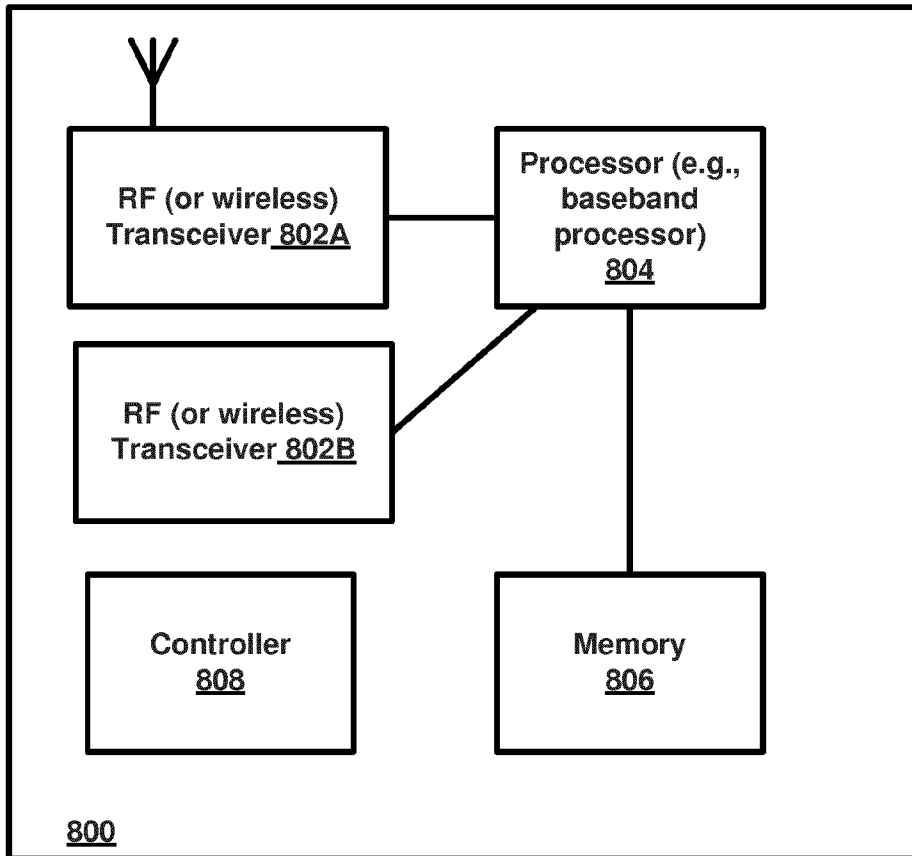 RF (or wireless)
Transceiver 802A
Processor (e.g.,
baseband
processor)
804
RF (or wireless)
Transceiver 802B
Controller
808
Memory
806
800